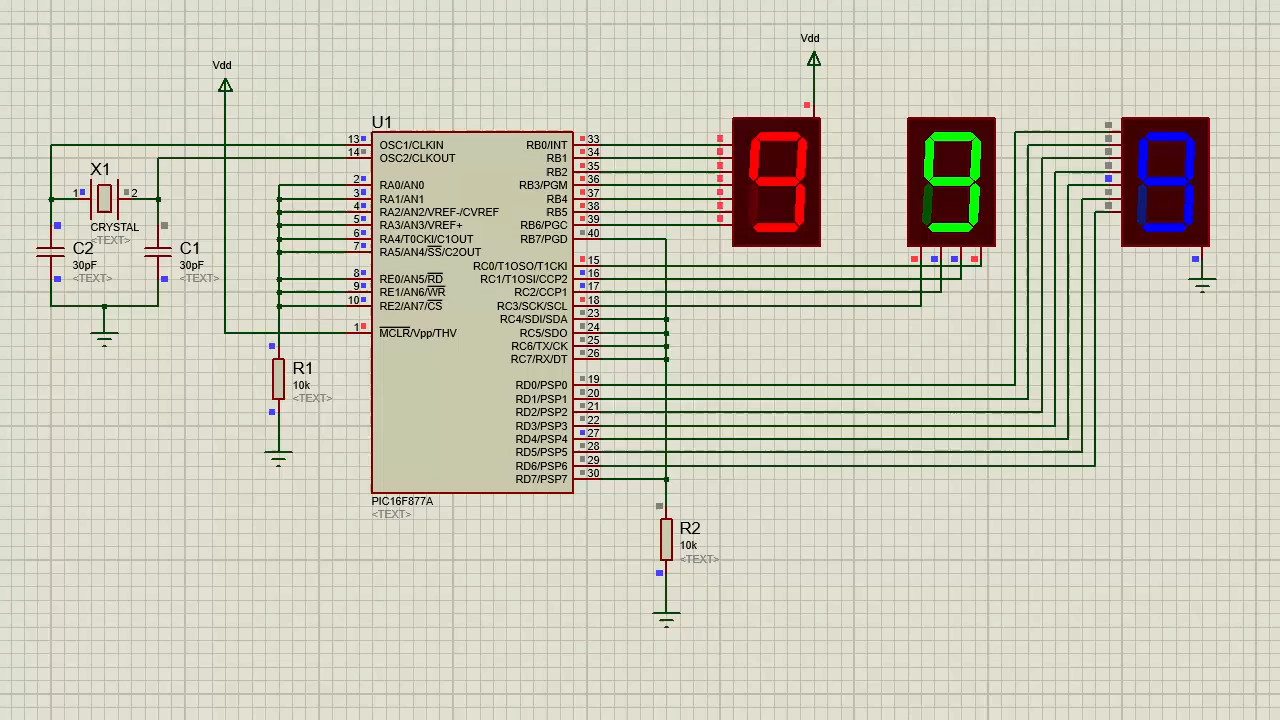 Vdd
Vdd
U1
X1
1
2
CRYSTAL
<TEXT>
C2
30pF
<TEXT>
C1
30pF
<TEXT>
13 OSC1/CLKIN
14 OSC2/CLKOUT
2 RA0/AN0
3 RA1/AN1
4 RA2/AN2/VREF-/CVREF
5 RA3/AN3/VREF+
6 RA4/T0CKI/C1OUT
7 RA5/AN4/SS/C2OUT
8 RE0/AN5/RD
9 RE1/AN6/WR
10 RE2/AN7/CS
1 MCLR/Vpp/THV
RB0/INT 33
RB1 34
RB2 35
RB3/PGM 36
RB4 37
RB5 38
RB6/PGC 39
RB7/PGD 40
RC0/T1OSO/T1CKI 15
RC1/T1OSI/CCP2 16
RC2/CCP1 17
RC3/SCK/SCL 18
RC4/SDI/SDA 23
RC5/SDO 24
RC6/TX/CK 25
RC7/RX/DT 26
RD0/PSP0 19
RD1/PSP1 20
RD2/PSP2 21
RD3/PSP3 22
RD4/PSP4 27
RD5/PSP5 28
RD6/PSP6 29
RD7/PSP7 30
PIC16F877A
<TEXT>
R1
10k
<TEXT>
R2
10k
<TEXT>
9
9
9